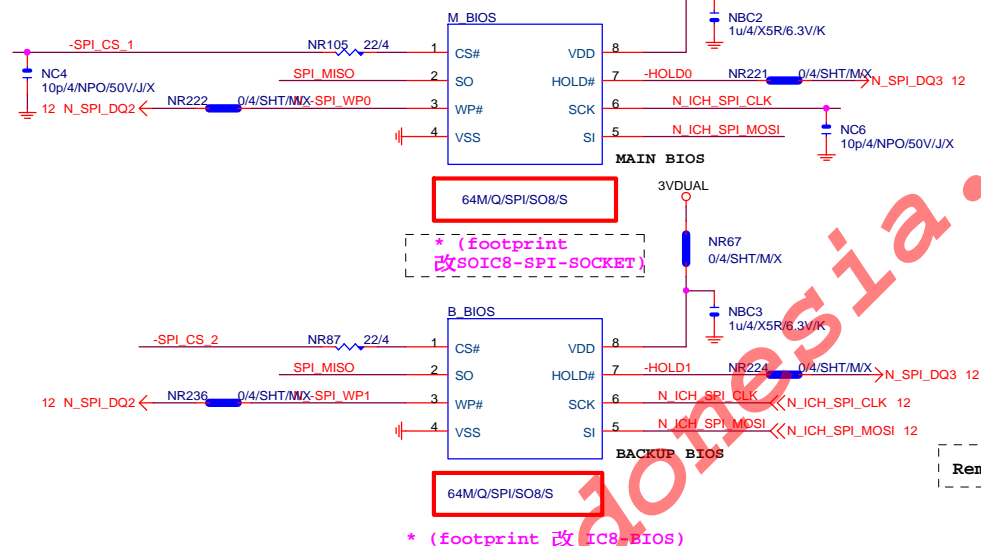 M_BIOS
NBC2
1u/4/X5R/6.3V/K
-SPI_CS_1
NR105 22/4
1 CS#
VDD 8
NC4
10p/4/NPO/50V/J/X
SPI_MISO
2 SO
HOLD# 7
-HOLD0
NR221
0/4/SHT/M/X
N_SPI_DQ3 12
12 N_SPI_DQ2
NR222
0/4/SHT/M/X
-SPI_WP0
3 WP#
SCK 6
N_ICH_SPI_CLK
4 VSS
SI 5
N_ICH_SPI_MOSI
NC6
10p/4/NPO/50V/J/X
MAIN BIOS
64M/Q/SPI/SO8/S
3VDUAL
* (footprint
改SOIC8-SPI-SOCKET)
NR67
0/4/SHT/M/X
B_BIOS
NBC3
1u/4/X5R/6.3V/K
-SPI_CS_2
NR87 22/4
1 CS#
VDD 8
SPI_MISO
2 SO
HOLD# 7
-HOLD1
NR224
0/4/SHT/M/X
N_SPI_DQ3 12
12 N_SPI_DQ2
NR236
0/4/SHT/M/X
-SPI_WP1
3 WP#
SCK 6
N_ICH_SPI_CLK
N_ICH_SPI_CLK 12
4 VSS
SI 5
N_ICH_SPI_MOSI
N_ICH_SPI_MOSI 12
BACKUP BIOS
Rem
64M/Q/SPI/SO8/S
* (footprint 改 IC8-BIOS)
donesia.